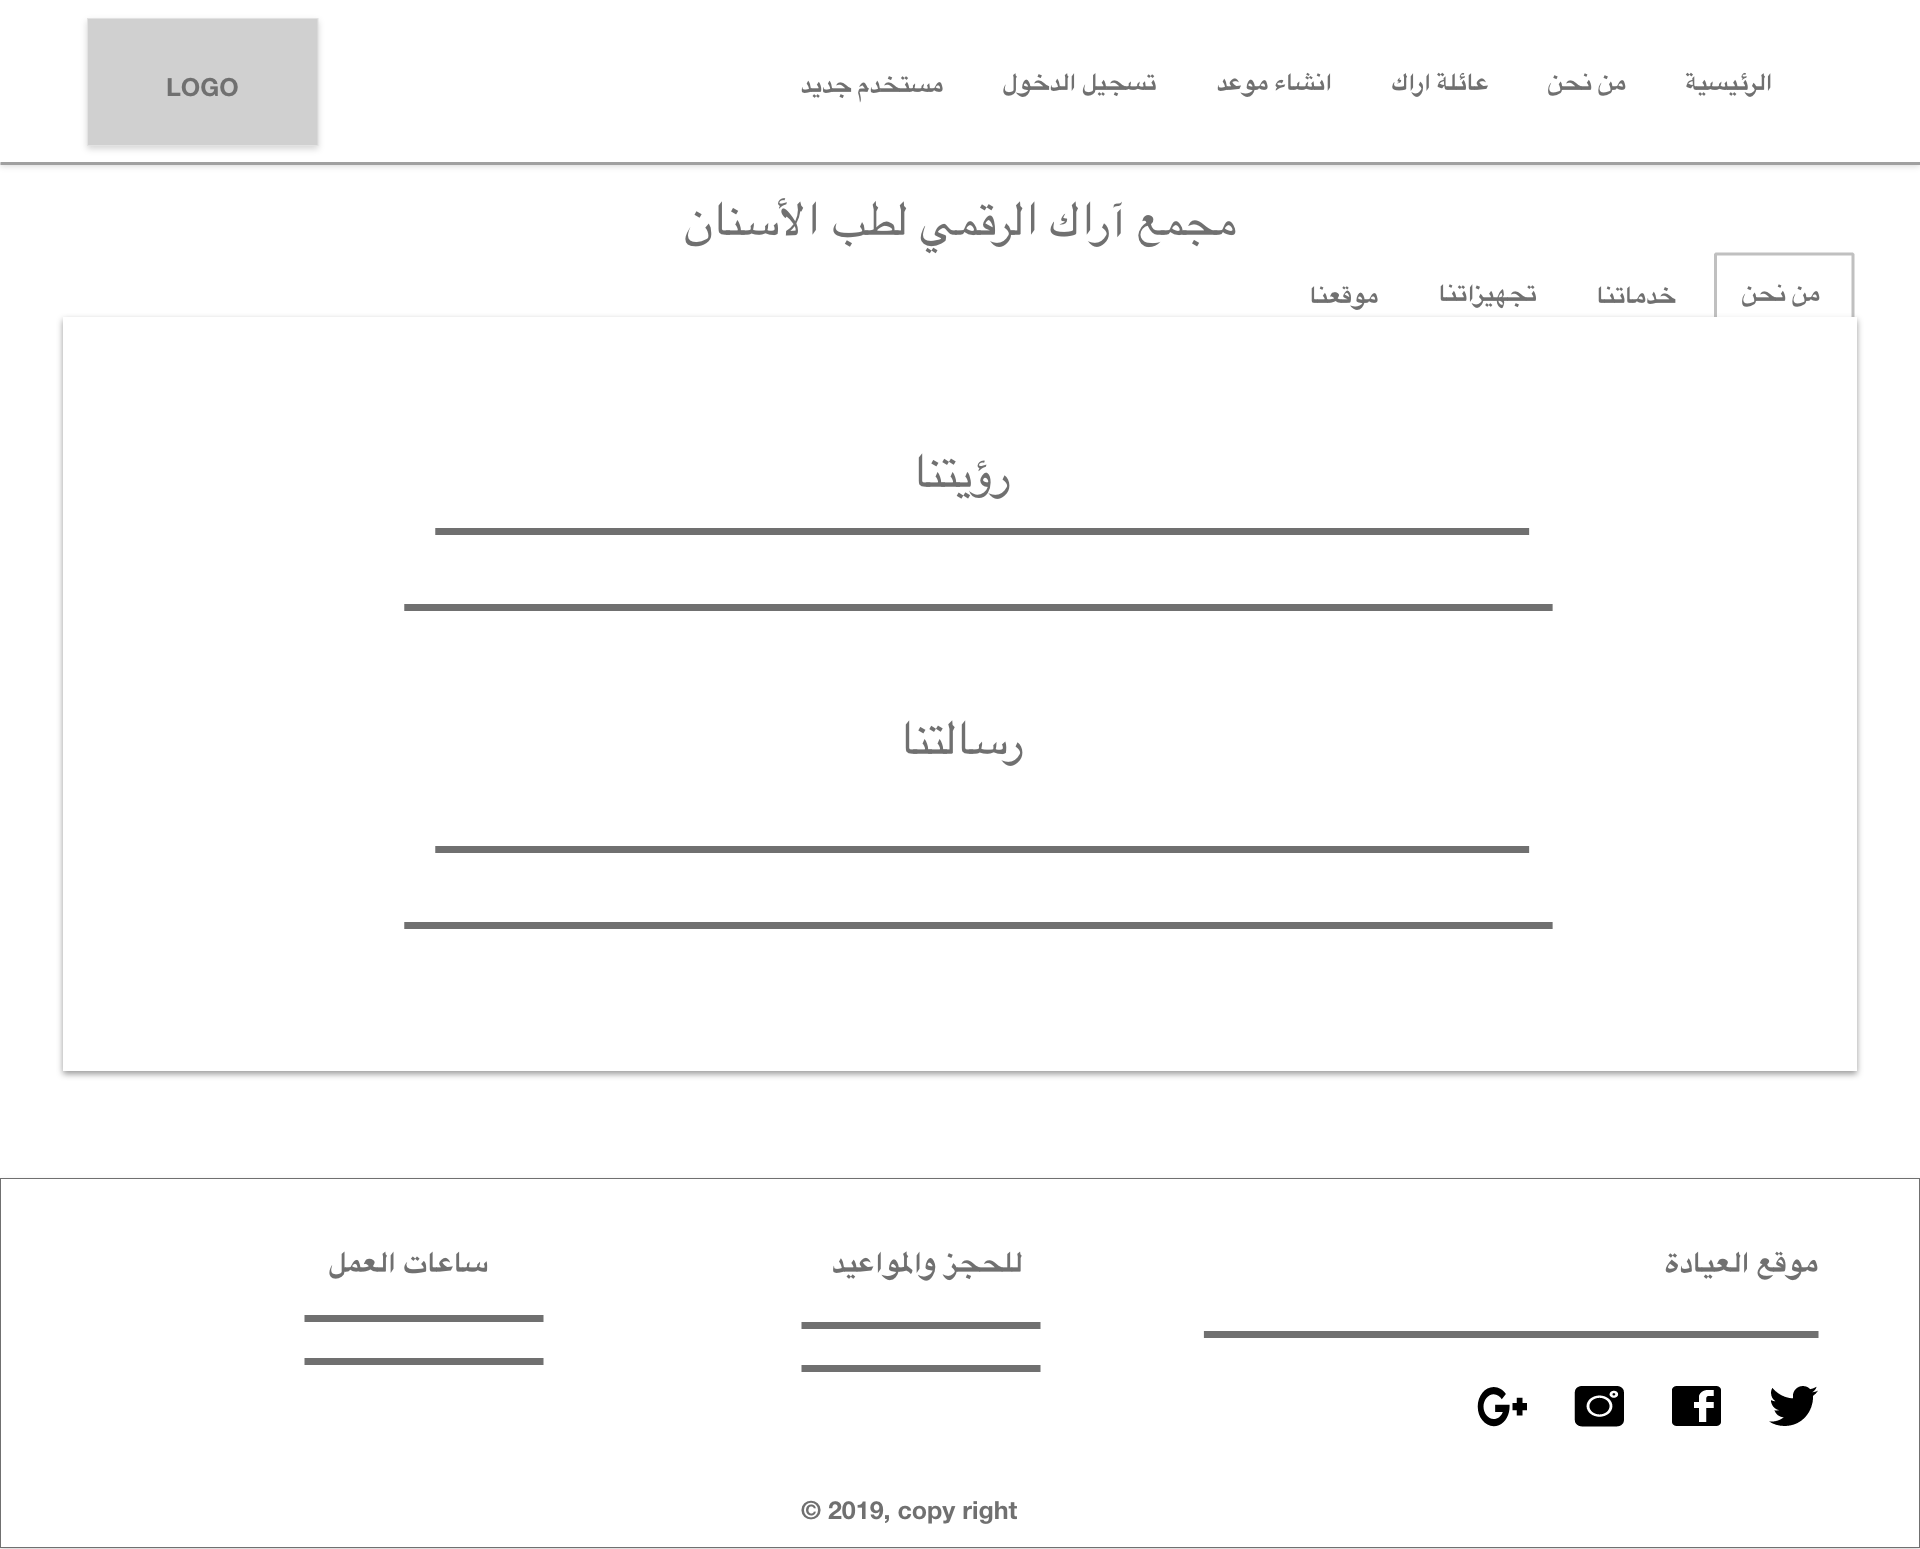 الرئيسية
من نحن
عائلة اراك
انشاء موعد
تسجيل الدخول
مستخدم جديد
LOGO
مجمع آراك الرقمي لطب الأسنان
من نحن
خدماتنا
تجهيزاتنا
موقعنا
رؤيتنا
رسالتنا
موقع العيادة
للحجز والمواعيد
ساعات العمل
© 2019, copy right